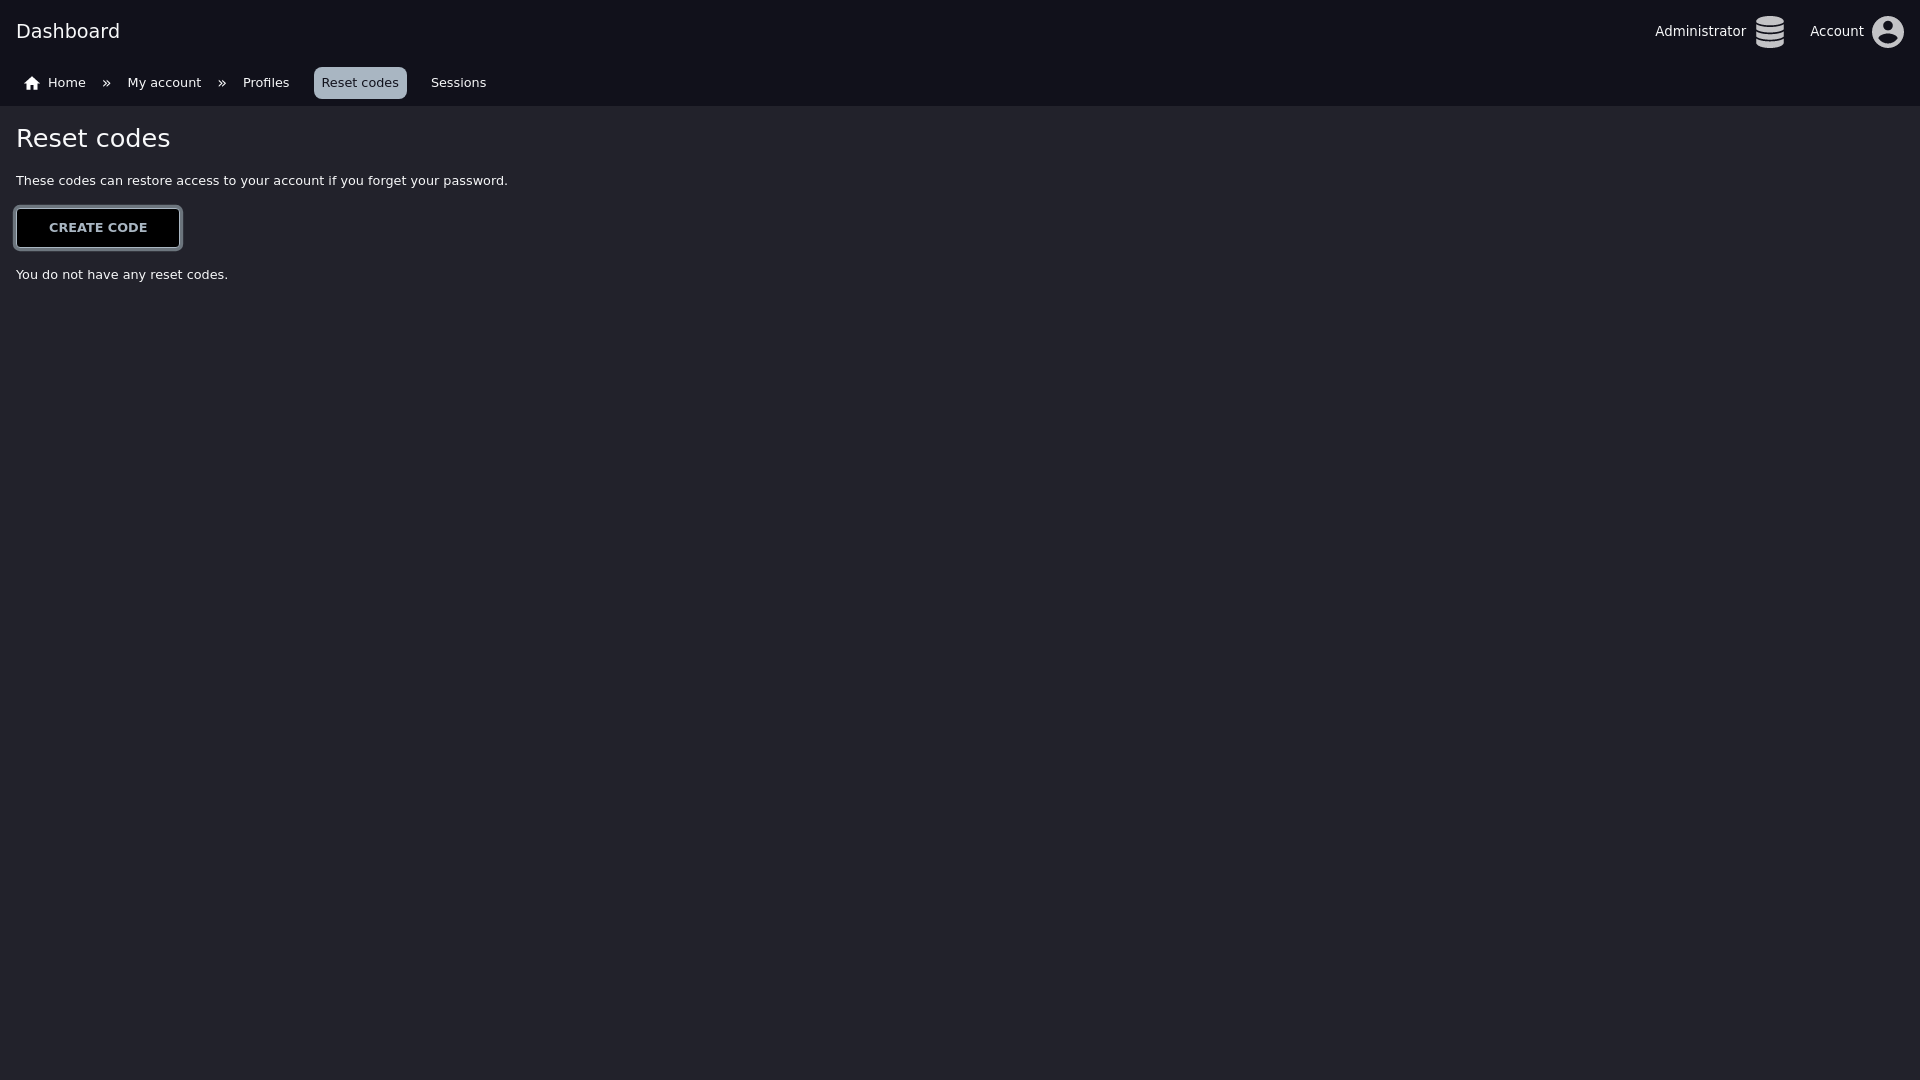 Dashboard
Administrator
Account
Home » My account » Profiles Reset codes Sessions
Reset codes
These codes can restore access to your account if you forget your password.
CREATE CODE
You do not have any reset codes.